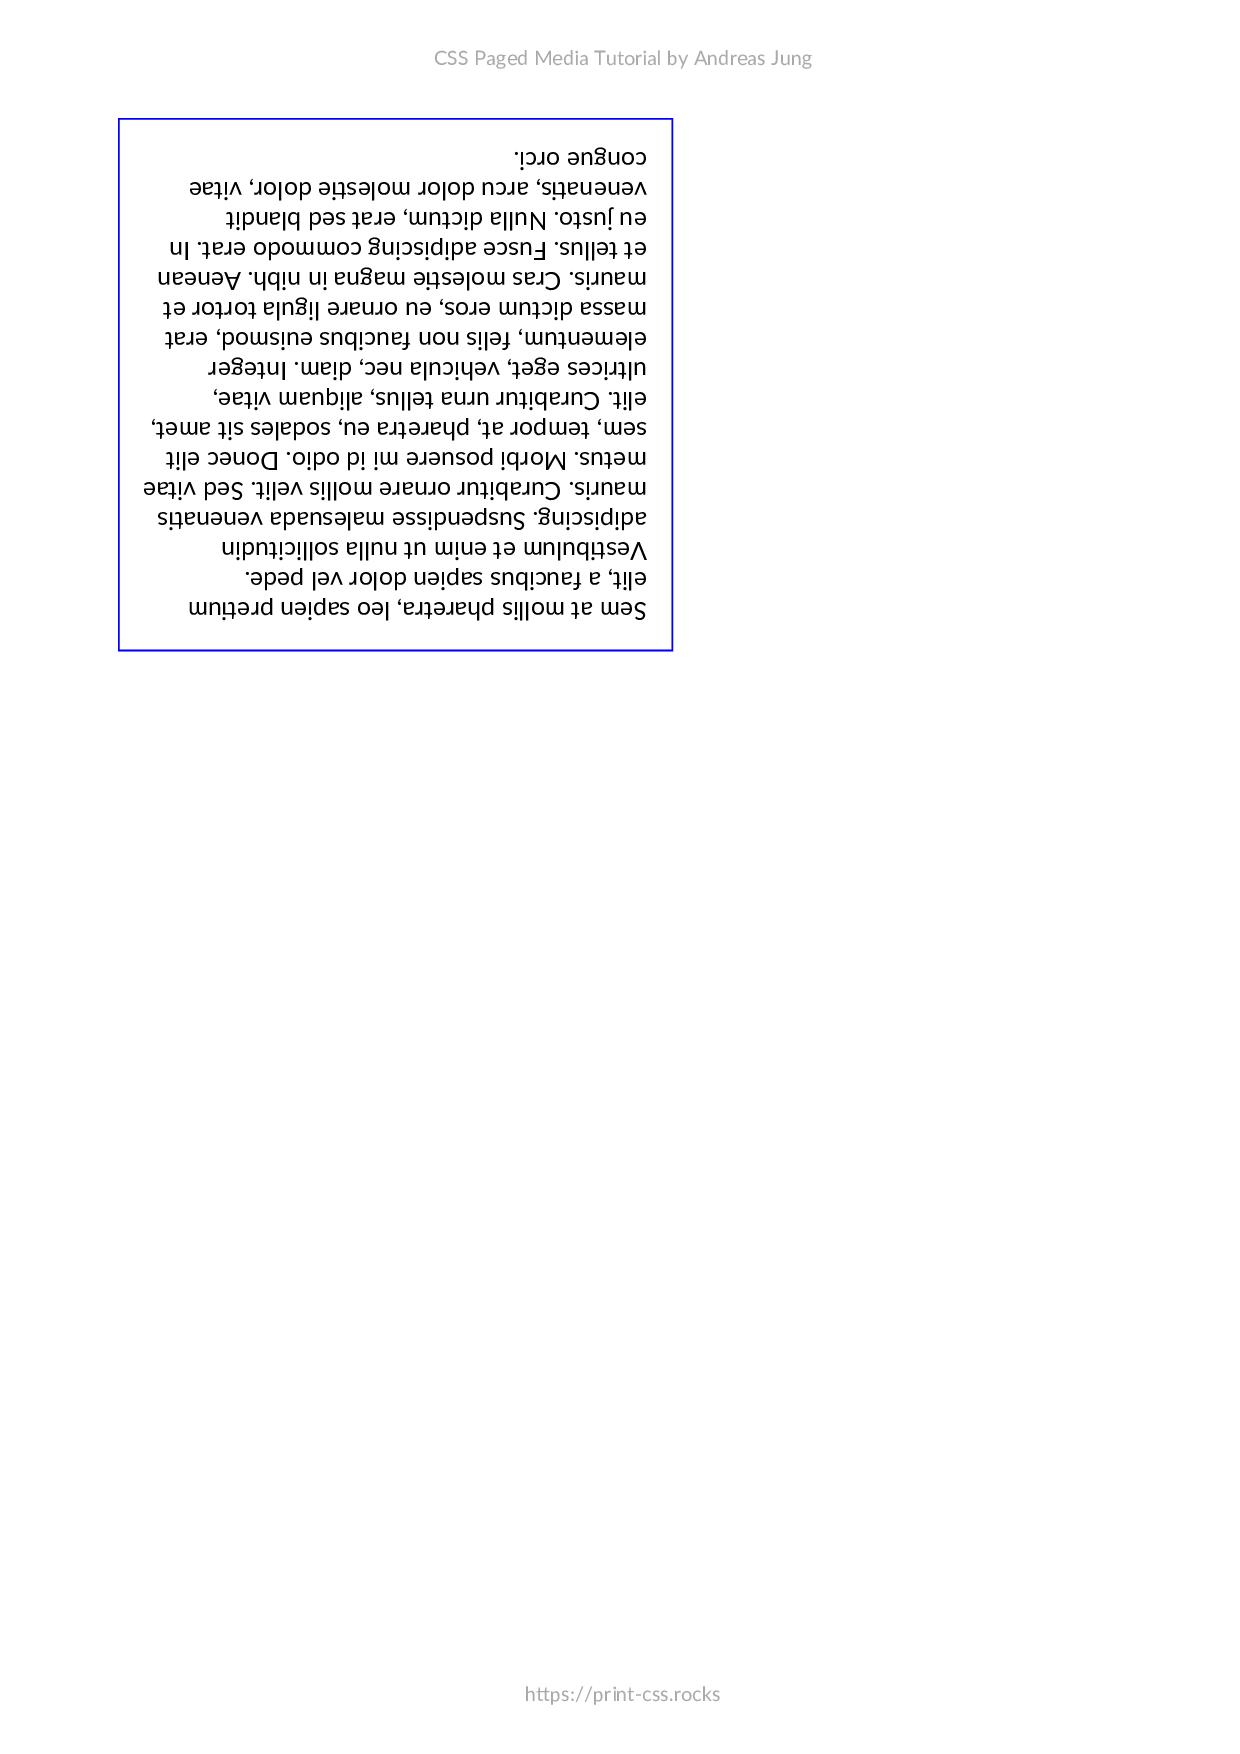 CSS Paged Media Tutorial by Andreas Jung
Sem at mollis pharetra, leo sapien pretium
elit, a faucibus sapien dolor vel pede.
Vestibulum et enim ut nulla sollicitudin
adipiscing. Suspendisse malesuada venenatis
mauris. Curabitur ornare mollis velit. Sed vitae
metus. Morbi posuere mi id odio. Donec elit
sem, tempor at, pharetra eu, sodales sit amet,
elit. Curabitur urna tellus, aliquam vitae,
ultrices eget, vehicula nec, diam. Integer
elementum, felis non faucibus euismod, erat
massa dictum eros, eu ornare ligula tortor et
mauris. Cras molestie magna in nibh. Aenean
et tellus. Fusce adipiscing commodo erat. In
eu justo. Nulla dictum, erat sed blandit
venenatis, arcu dolor molestie dolor, vitae
congue orci.
https://print-css.rocks